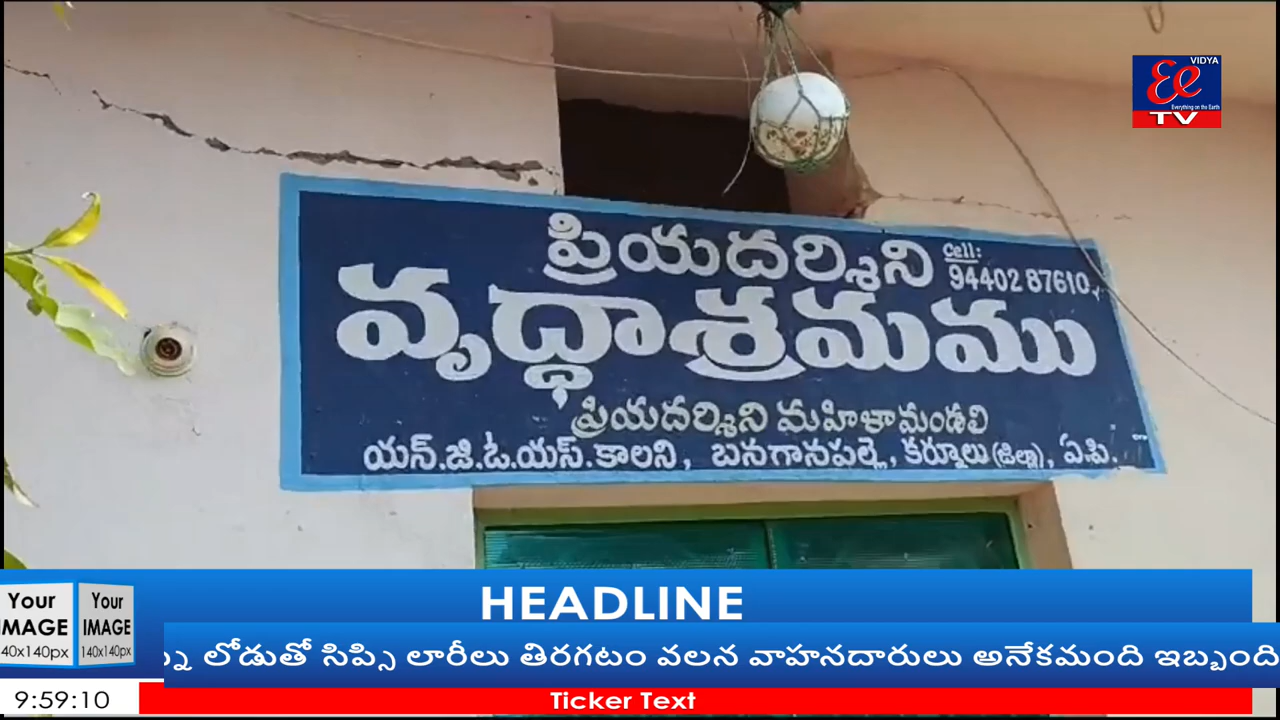 VIDYA
Ee
Everything on the Earth
TV
ప్రియదర్శిని
Cell:
94402 87610
వృద్ధాశ్రమము
ప్రియదర్శిని మహిళామండలి
యన్.జి.ఓ.యస్.కాలని, బనగానపల్లె, కర్నూలు (జిల్లా), ఏ.పి.
HEADLINE
Your
IMAGE
140x140px
Your
IMAGE
140x140px
లోడుతో సిప్సి లారీలు తిరగటం వలన వాహనదారులు అనేకమంది ఇబ్బంది
9:59:10
Ticker Text